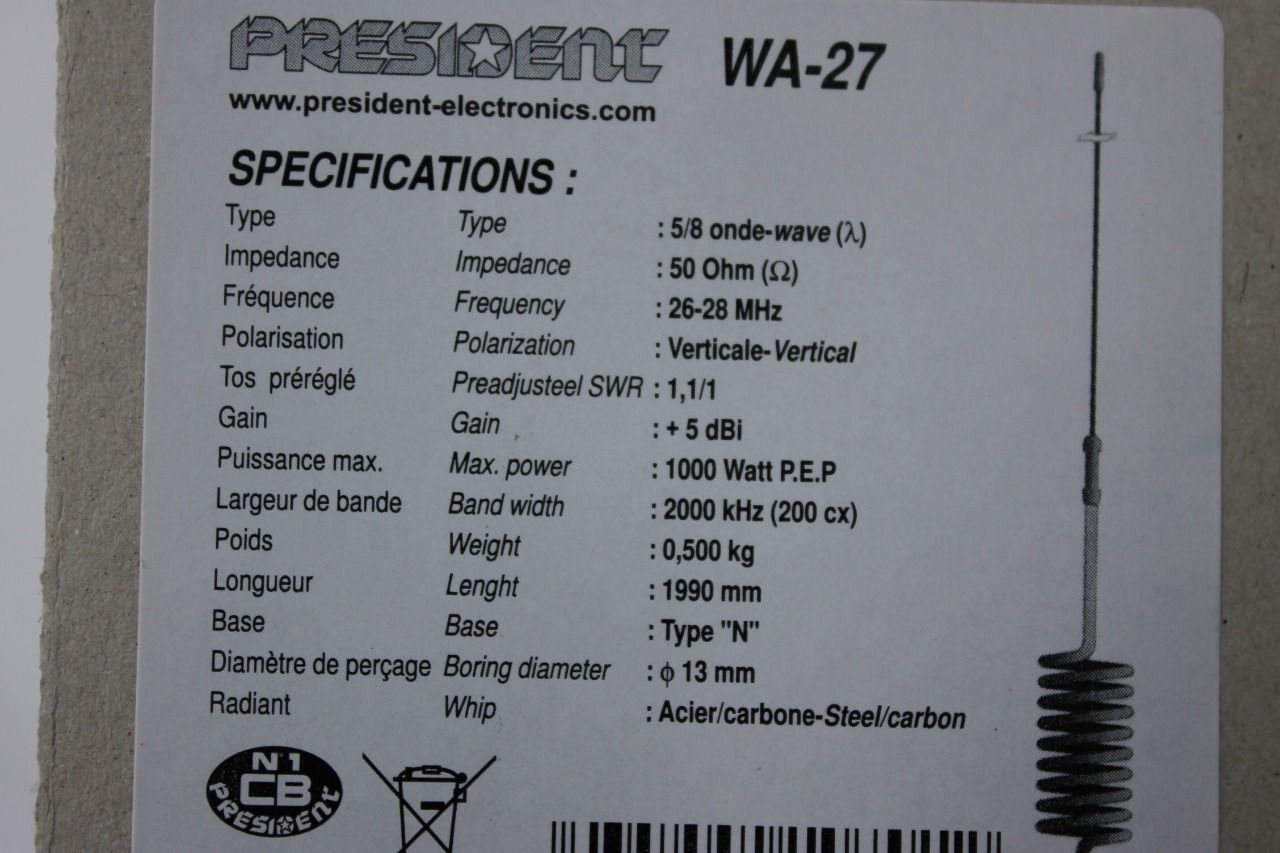 PRESIDENT WA-27
www.president-electronics.com
SPECIFICATIONS :
Type Type : 5/8 onde-wave (λ)
Impedance Impedance : 50 Ohm (Ω)
Fréquence Frequency : 26-28 MHz
Polarisation Polarization : Verticale-Vertical
Tos préréglé Preadjusteel SWR : 1,1/1
Gain Gain : + 5 dBi
Puissance max. Max. power : 1000 Watt P.E.P
Largeur de bande Band width : 2000 kHz (200 cx)
Poids Weight : 0,500 kg
Longueur Lenght : 1990 mm
Base Base : Type "N"
Diamètre de perçage Boring diameter : ϕ 13 mm
Radiant Whip : Acier/carbone-Steel/carbon
N°1
CB
PRESIDENT